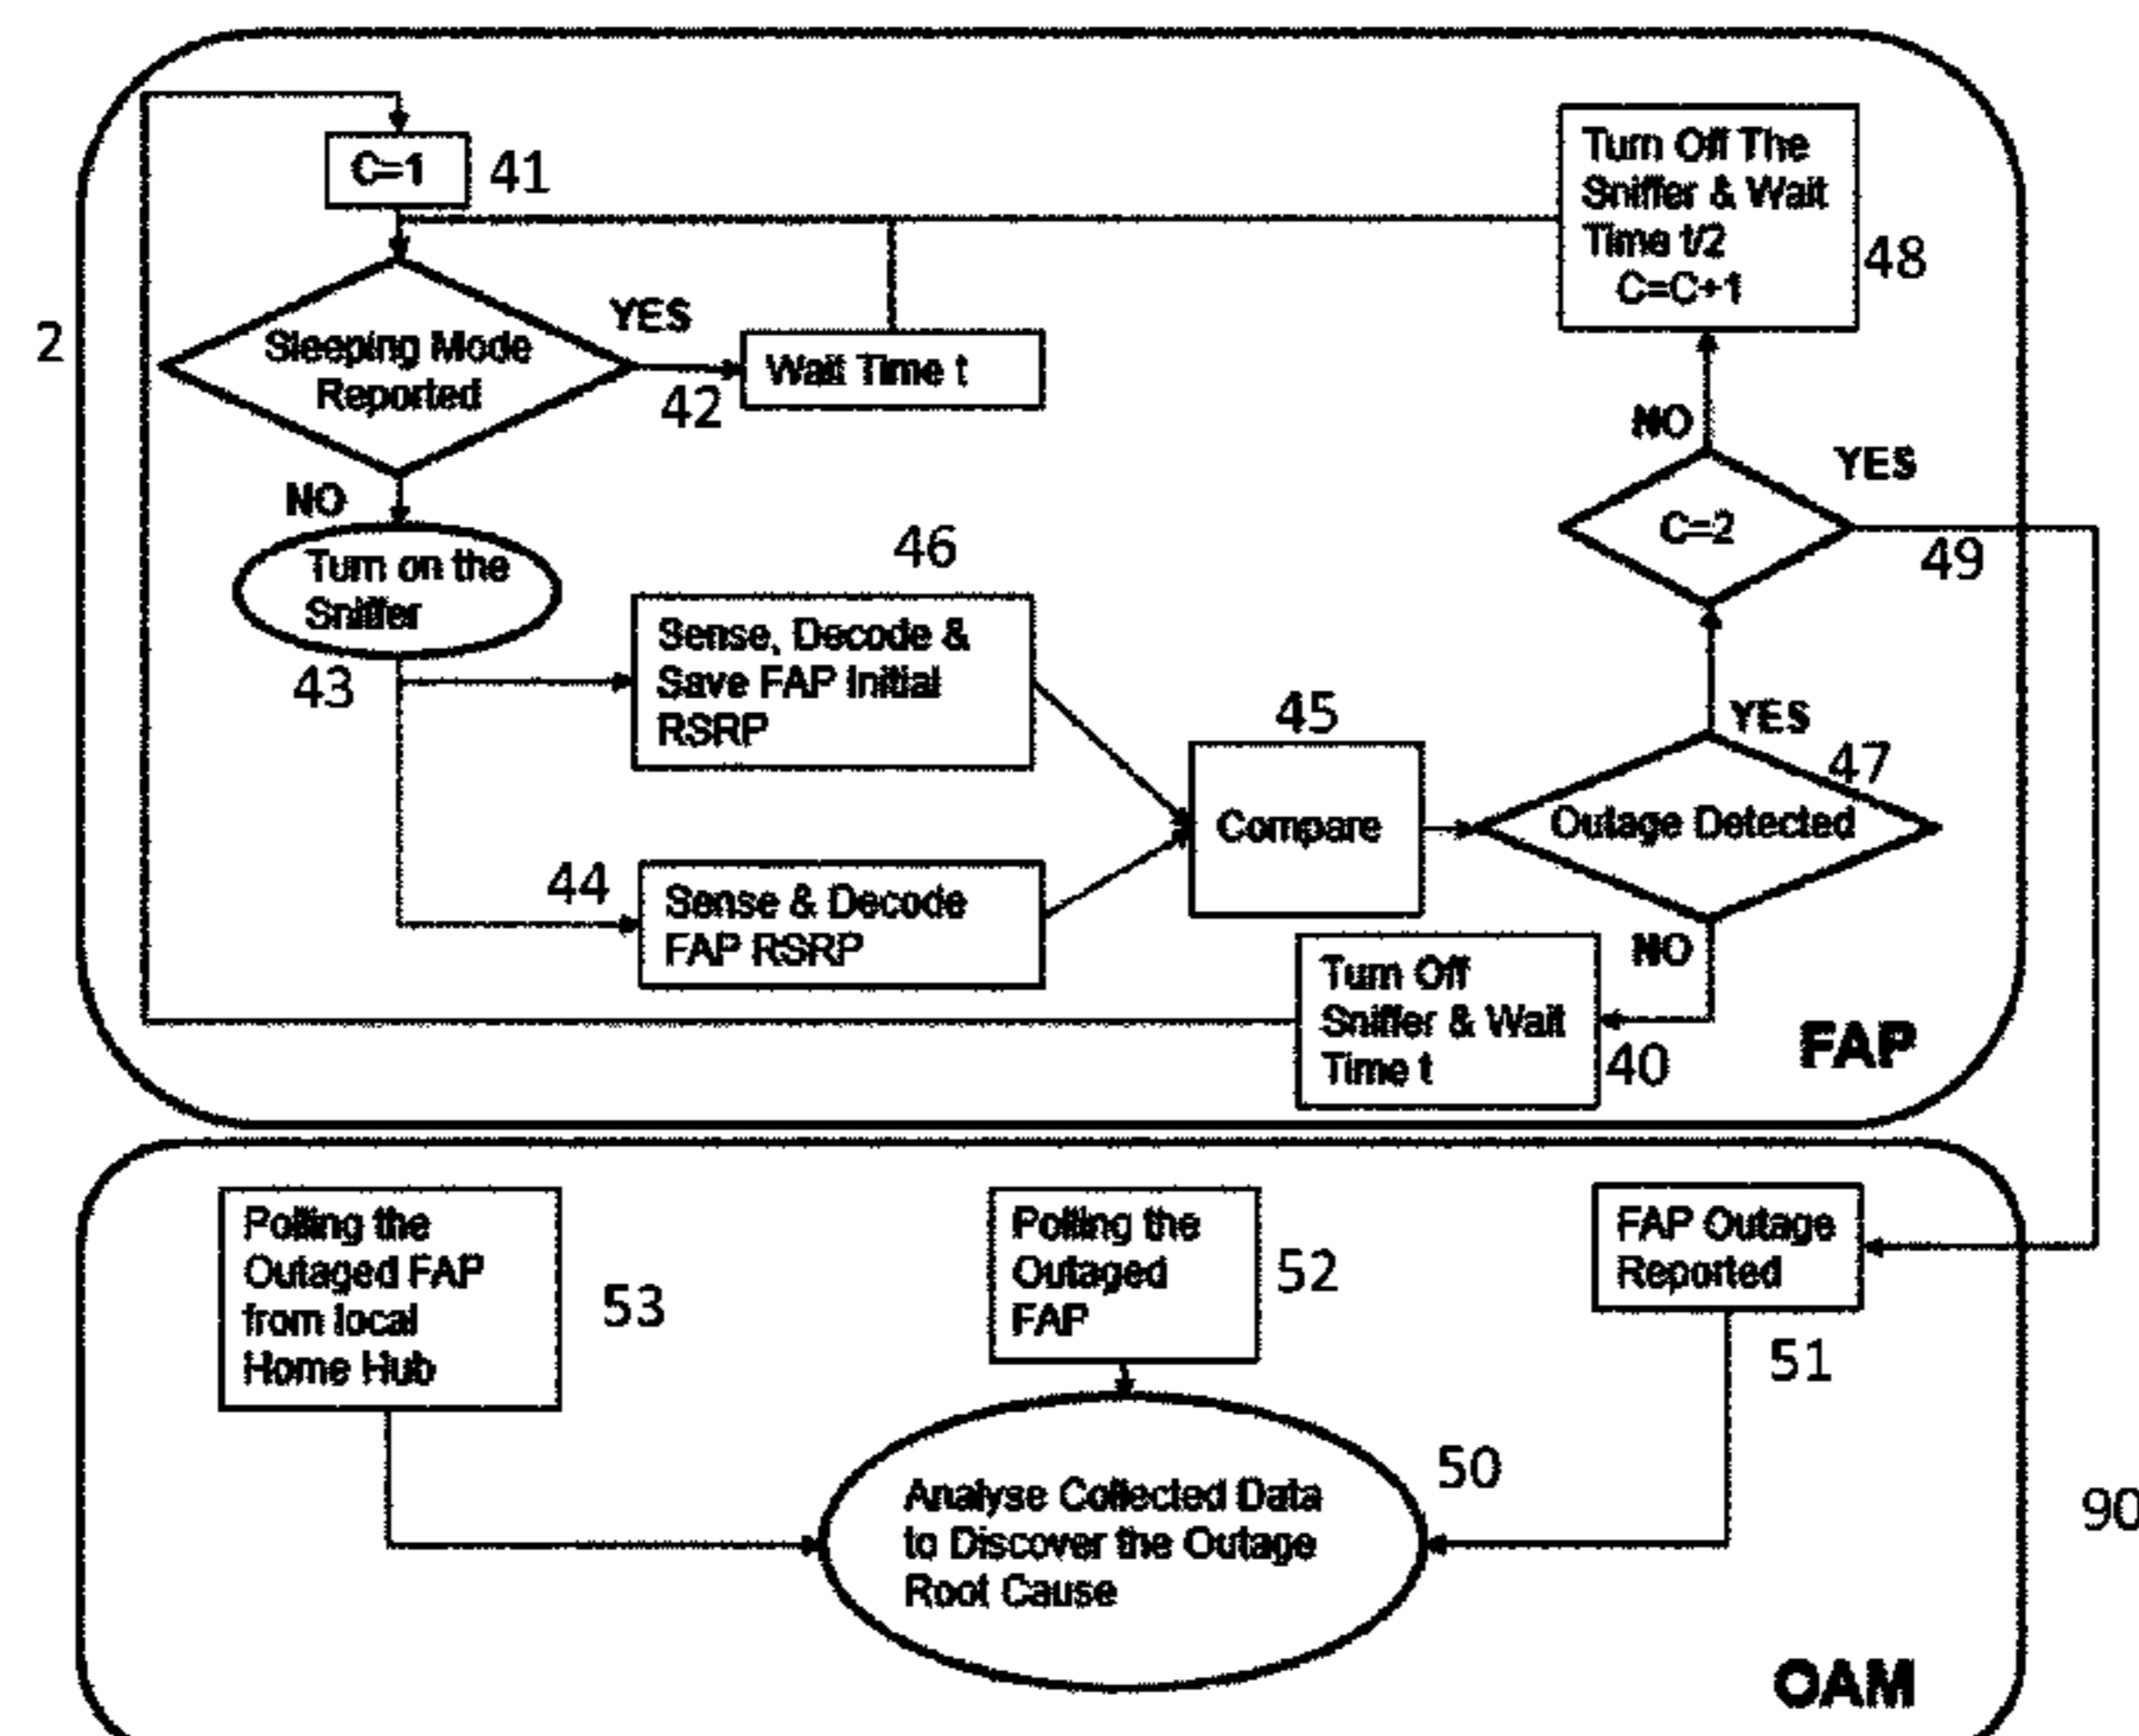 C=1
41
Turn Off The
Sniffer & Wait
Time t/2
C=C+1
48
2
Sleeping Mode
Reported
YES
42
Wait Time t
NO
YES
C=2
49
NO
Turn on the
Sniffer
43
46
Sense, Decode &
Save FAP Initial
RSRP
44
Sense & Decode
FAP RSRP
45
Compare
YES
47
Outage Detected
NO
Turn Off
Sniffer & Wait
Time t
40
FAP
Polling the
Outaged FAP
from local
Home Hub
53
Polling the
Outaged
FAP
52
FAP Outage
Reported
51
50
Analyse Collected Data
to Discover the Outage
Root Cause
90
OAM